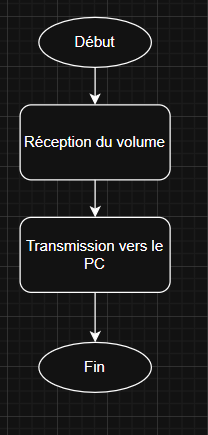 Début
Réception du volume
Transmission vers le
PC
Fin